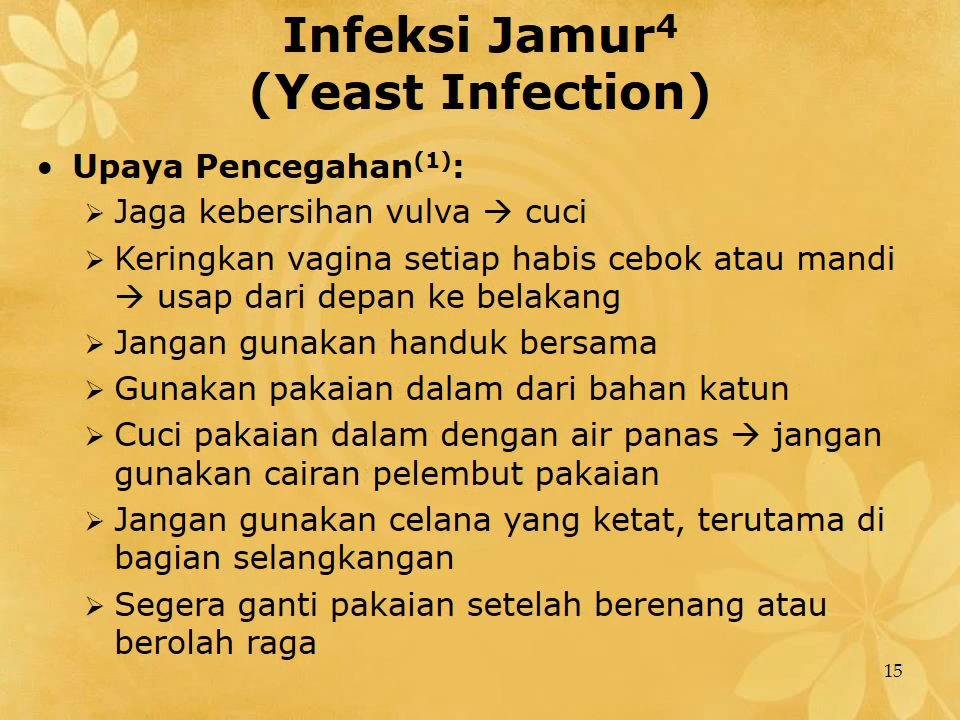 Infeksi Jamur⁴
(Yeast Infection)
• Upaya Pencegahan⁽¹⁾:
➢ Jaga kebersihan vulva → cuci
➢ Keringkan vagina setiap habis cebok atau mandi
→ usap dari depan ke belakang
➢ Jangan gunakan handuk bersama
➢ Gunakan pakaian dalam dari bahan katun
➢ Cuci pakaian dalam dengan air panas → jangan
gunakan cairan pelembut pakaian
➢ Jangan gunakan celana yang ketat, terutama di
bagian selangkangan
➢ Segera ganti pakaian setelah berenang atau
berolah raga
15